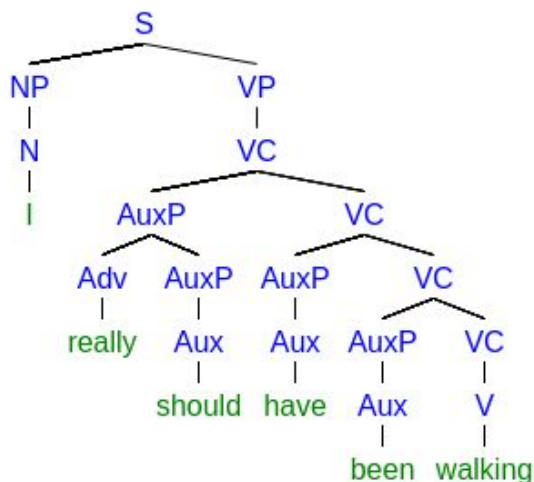 S
NP VP
N VC
I AuxP VC
Adv AuxP AuxP VC
really Aux Aux AuxP VC
should have Aux V
been walking